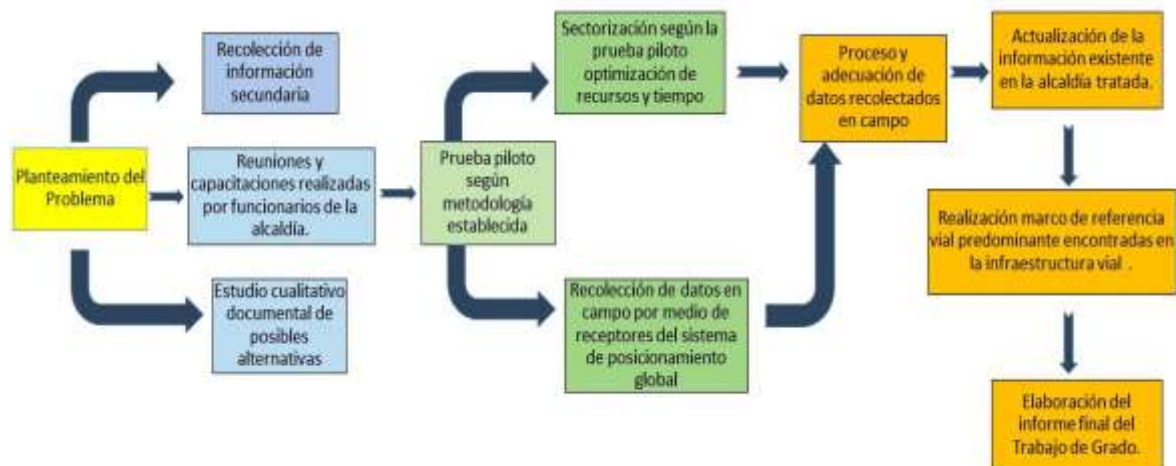 Planteamiento del
Problema
Recolección de
información
secundaria
Reuniones y
capacitaciones realizadas
por funcionarios de la
alcaldía.
Estudio cualitativo
documental de
posibles
alternativas
Prueba piloto
según
metodología
establecida
Sectorización según la
prueba piloto
optimización de
recursos y tiempo
Recolección de datos en
campo por medio de
receptores del sistema
de posicionamiento
global
Proceso y
adecuación de
datos recolectados
en campo
Actualización de la
información existente
en la alcaldía tratada.
Realización marco de referencia
vial predominante encontradas en
la infraestructura vial .
Elaboración del
informe final del
Trabajo de Grado.